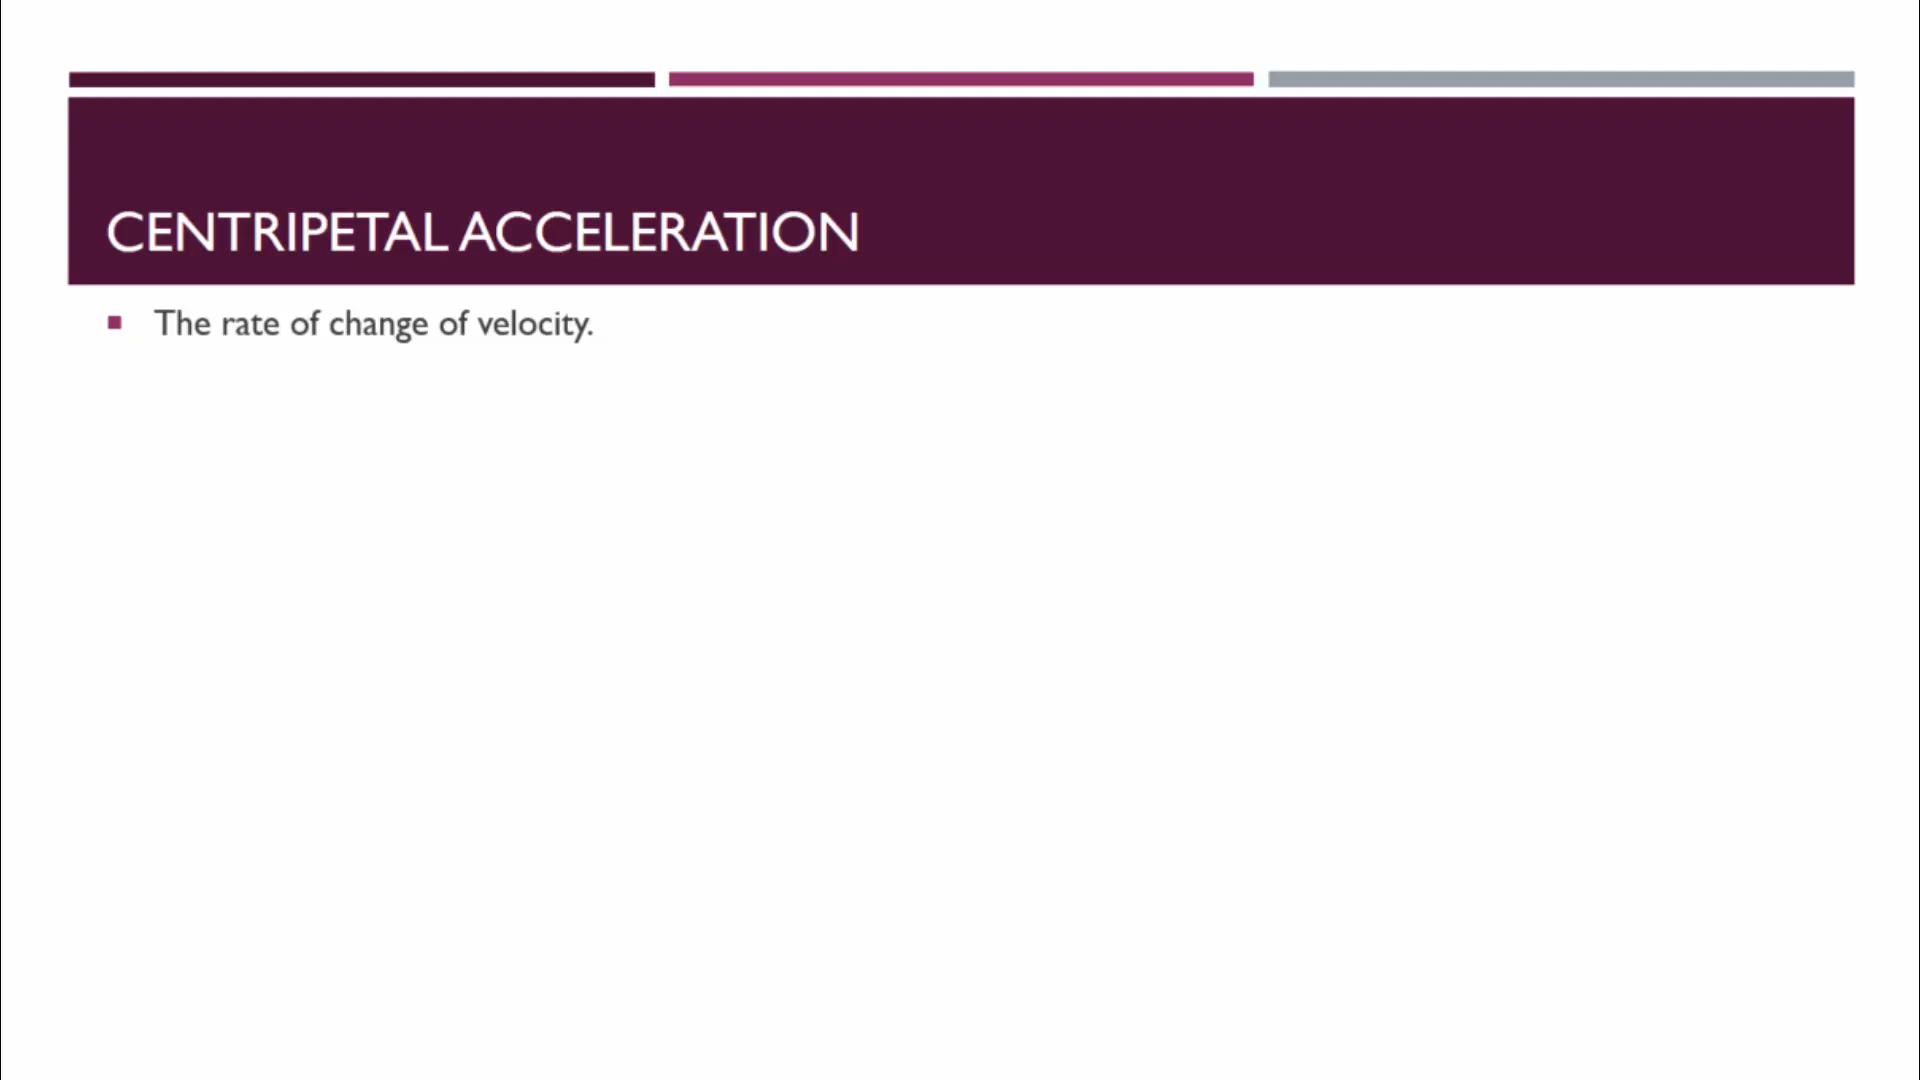 CENTRIPETAL ACCELERATION
The rate of change of velocity.